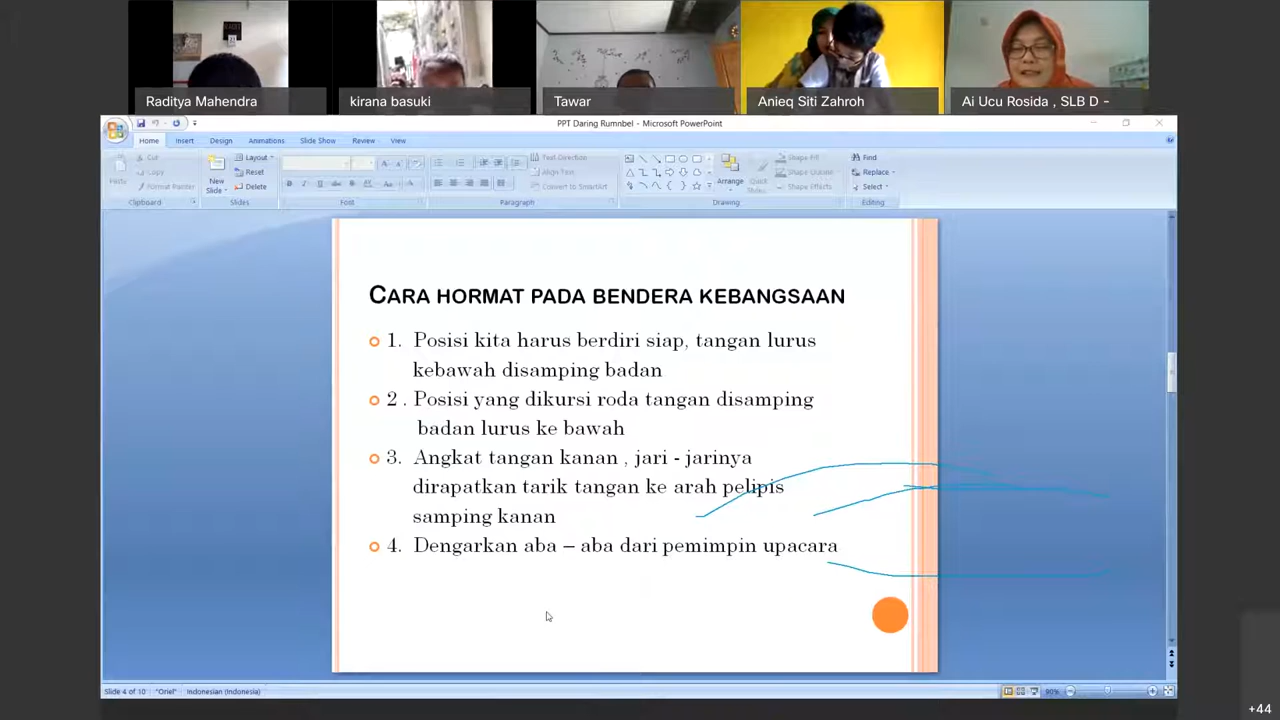 Raditya Mahendra
kirana basuki
Tawar
Anieq Siti Zahroh
Ai Ucu Rosida , SLB D -
PPT Daring Rumnbel - Microsoft PowerPoint
Home Insert Design Animations Slide Show Review View
Paste
Cut
Copy
Format Painter
Clipboard
New
Slide
Layout
Reset
Delete
Slides
Font
Text Direction
Align Text
Convert to SmartArt
Paragraph
Arrange
Quick
Styles
Shape Fill
Shape Outline
Shape Effects
Drawing
Find
Replace
Select
Editing
CARA HORMAT PADA BENDERA KEBANGSAAN
1. Posisi kita harus berdiri siap, tangan lurus
kebawah disamping badan
2 . Posisi yang dikursi roda tangan disamping
badan lurus ke bawah
3. Angkat tangan kanan , jari - jarinya
dirapatkan tarik tangan ke arah pelipis
samping kanan
4. Dengarkan aba – aba dari pemimpin upacara
Slide 4 of 10 "Oriel" Indonesian (Indonesia)
90%
+44